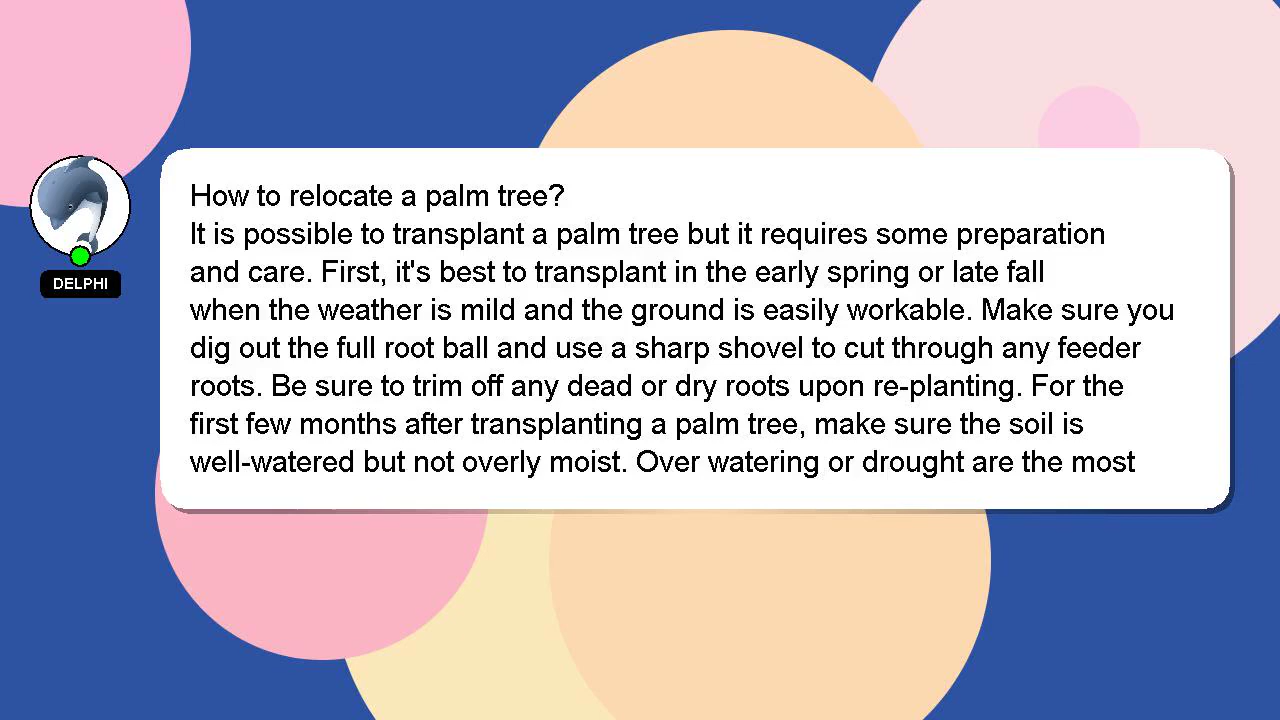 DELPHI
How to relocate a palm tree?
It is possible to transplant a palm tree but it requires some preparation
and care. First, it's best to transplant in the early spring or late fall
when the weather is mild and the ground is easily workable. Make sure you
dig out the full root ball and use a sharp shovel to cut through any feeder
roots. Be sure to trim off any dead or dry roots upon re-planting. For the
first few months after transplanting a palm tree, make sure the soil is
well-watered but not overly moist. Over watering or drought are the most